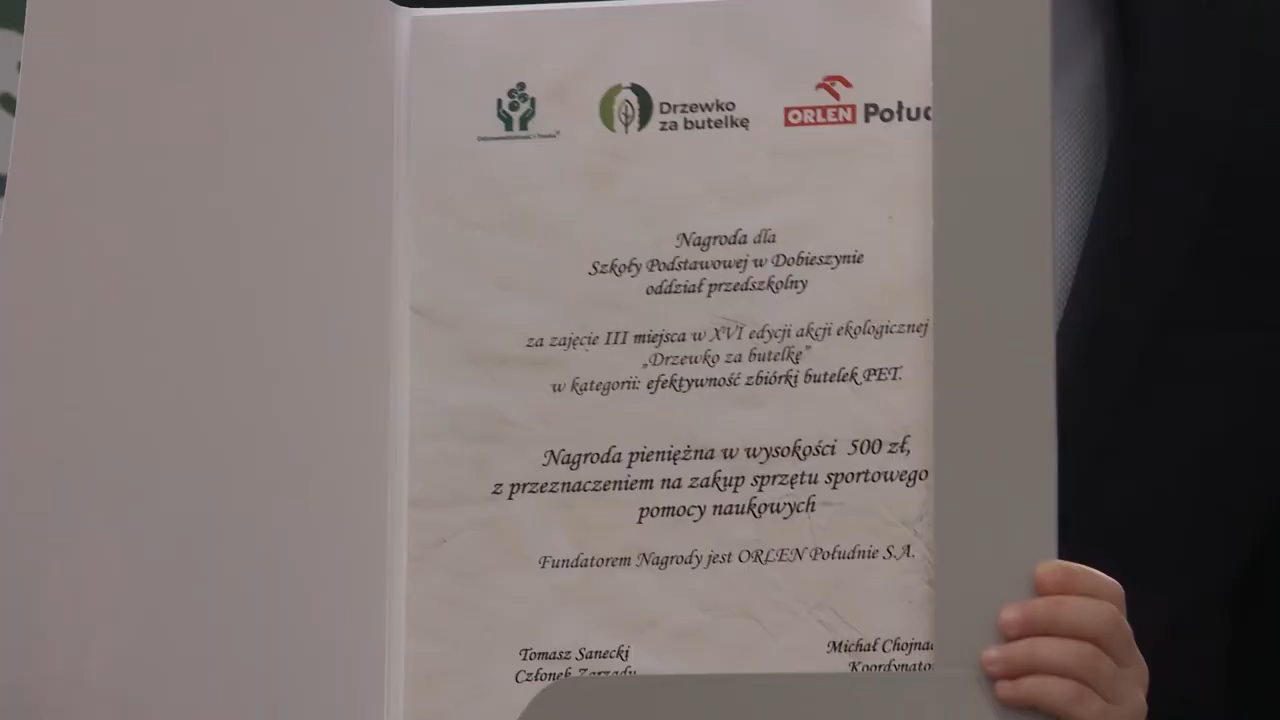 Drzewko
za butelkę
ORLEN
Nagroda dla
Szkoły Podstawowej w Dobieszynie
oddział przedszkolny
za zajęcie III miejsca w XVI edycji akcji ekologicznej
„Drzewko za butelkę”
w kategorii: efektywność zbiórki butelek PET.
Nagroda pieniężna w wysokości 500 zł,
z przeznaczeniem na zakup sprzętu sportowego
pomocy naukowych
Fundatorem Nagrody jest ORLEN Południe S.A.
Tomasz Sanecki
Michał
Członek Zarządu